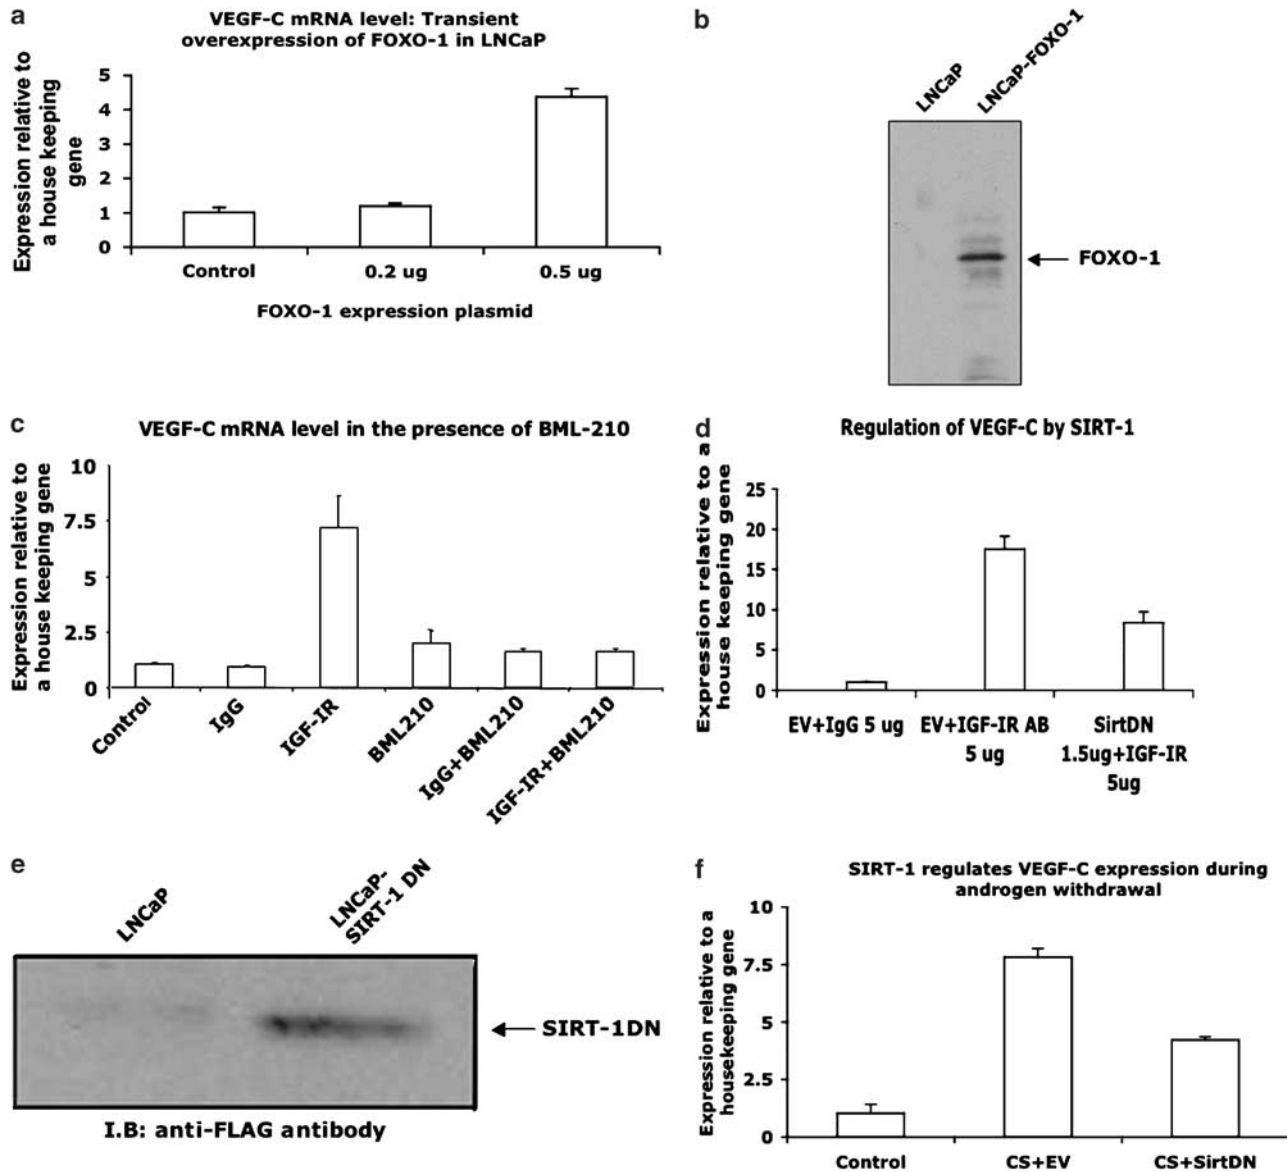 a
VEGF-C mRNA level: Transient
overexpression of FOXO-1 in LNCaP
Expression relative to
a house keeping
gene
5
4
3
2
1
0
Control
0.2 ug
0.5 ug
FOXO-1 expression plasmid
b
LNCaP
LNCaP-FOXO-1
FOXO-1
c
VEGF-C mRNA level in the presence of BML-210
Expression relative to
a house keeping gene
10
7.5
5
2.5
0
Control
IgG
IGF-IR
BML210
IgG+BML210
IGF-IR+BML210
d
Regulation of VEGF-C by SIRT-1
Expression relative to a
house keeping gene
25
20
15
10
5
0
EV+IgG 5 ug
EV+IGF-IR AB
5 ug
SirtDN
1.5ug+IGF-IR
5ug
e
LNCaP
LNCaP-
SIRT-1 DN
SIRT-1DN
I.B: anti-FLAG antibody
f
SIRT-1 regulates VEGF-C expression during
androgen withdrawal
Expression relative to a
housekeeping gene
10
7.5
5
2.5
0
Control
CS+EV
CS+SirtDN